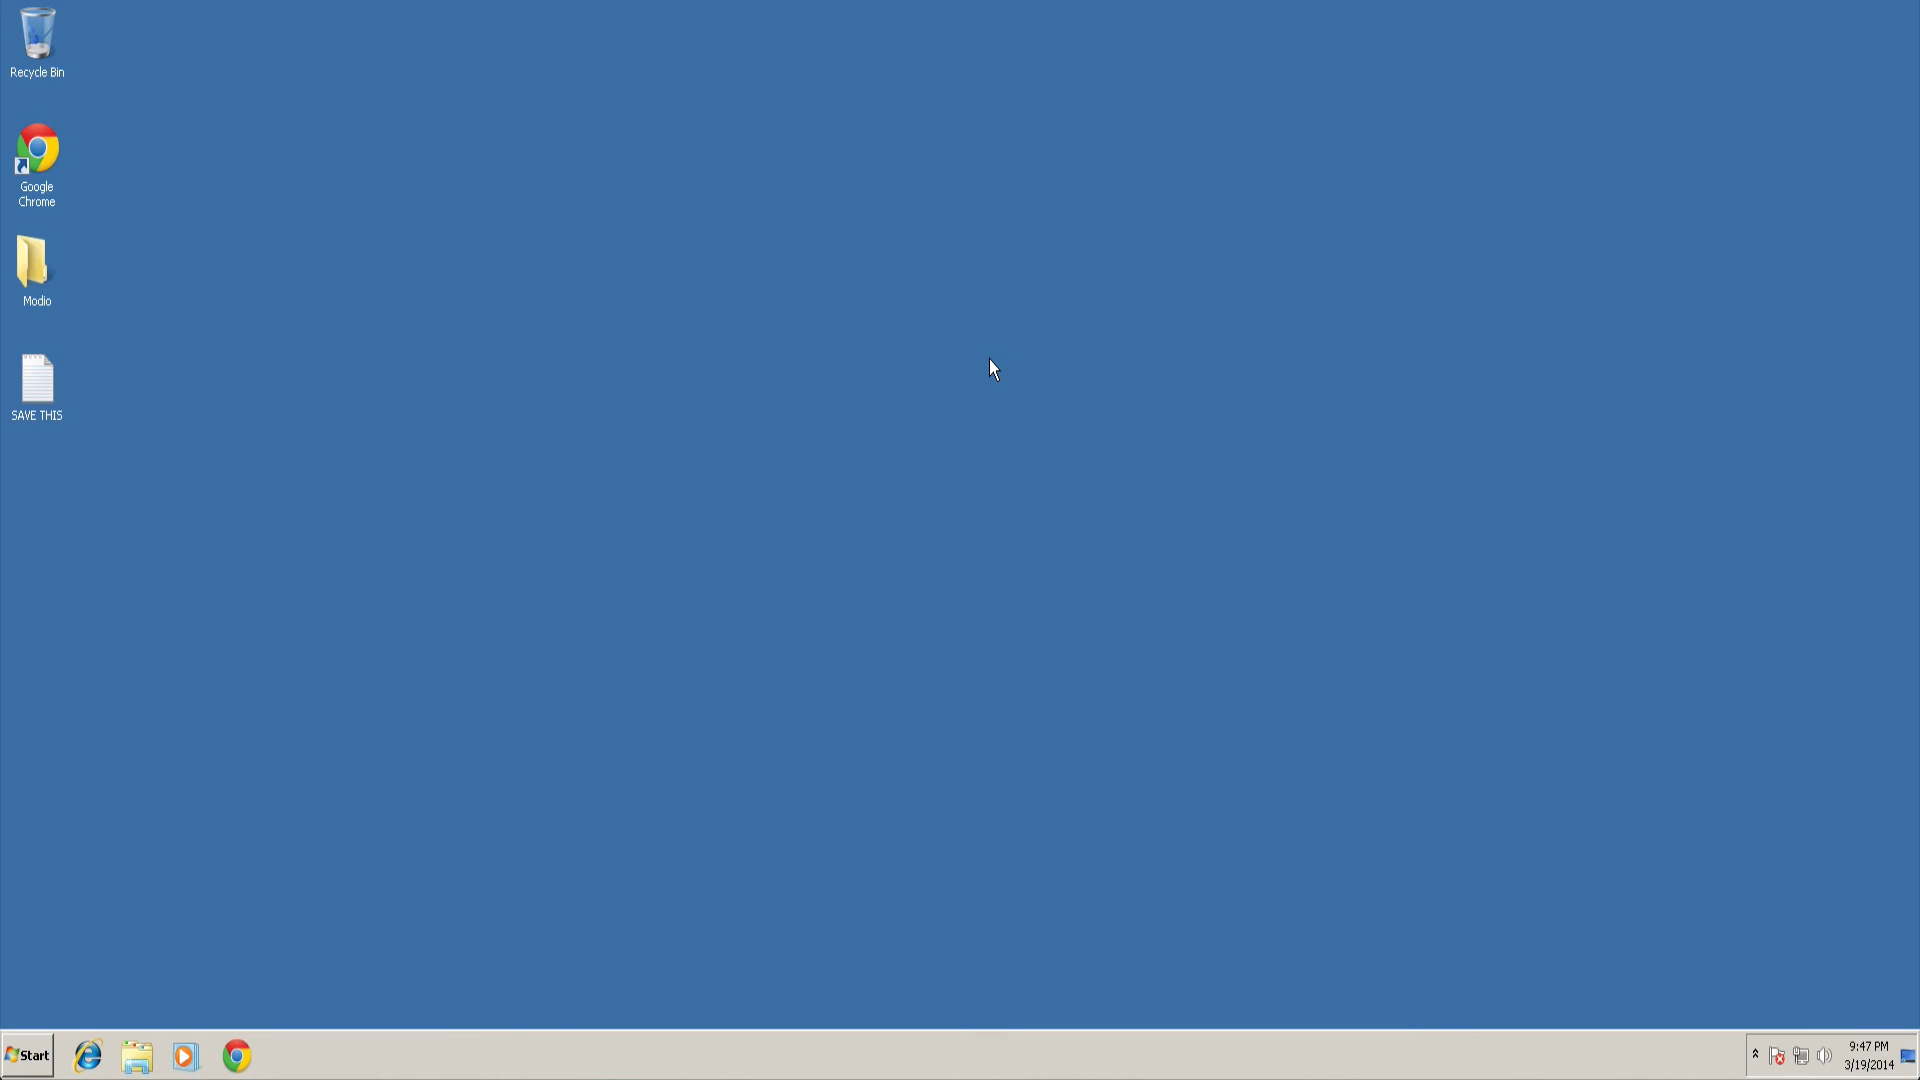 Recycle Bin
Google
Chrome
Modio
SAVE THIS
Start
9:47 PM
3/19/2014